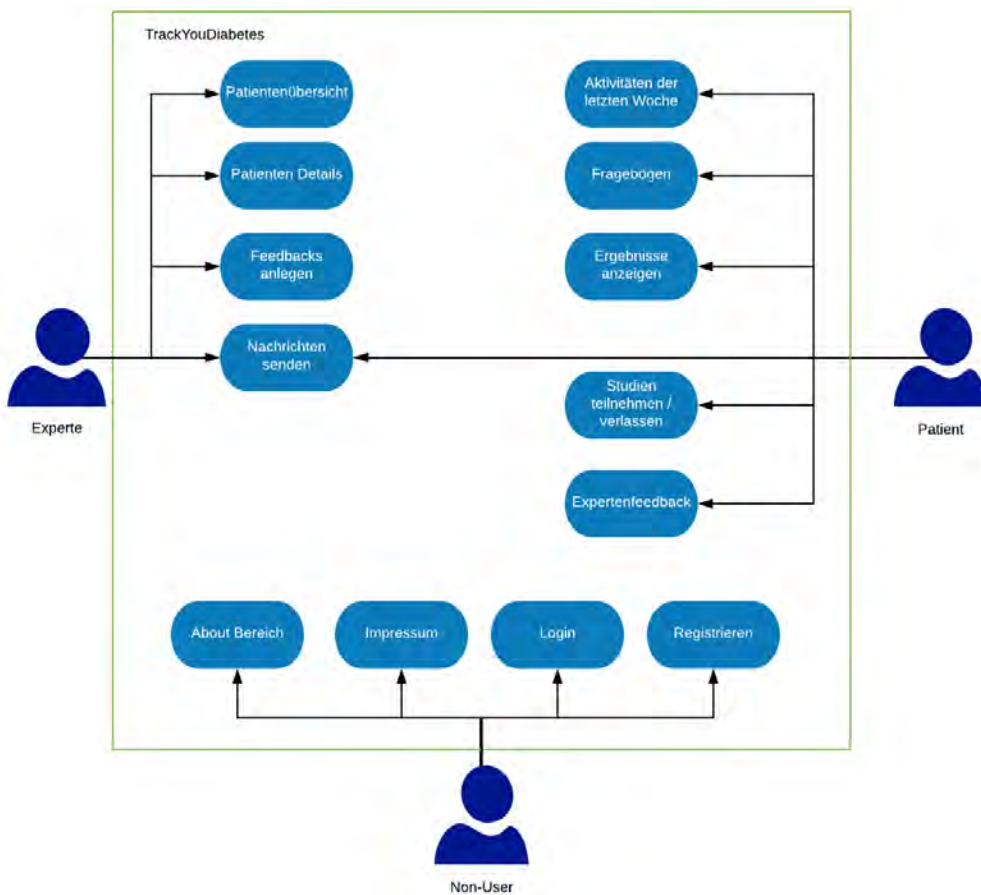 TrackYouDiabetes
Patientenübersicht
Patienten Details
Feedbacks
anlegen
Nachrichten
senden
Aktivitäten der
letzten Woche
Fragebögen
Ergebnisse
anzeigen
Studien
teilnehmen /
verlassen
Expertenfeedback
Experte
Patient
About Bereich
Impressum
Login
Registrieren
Non-User